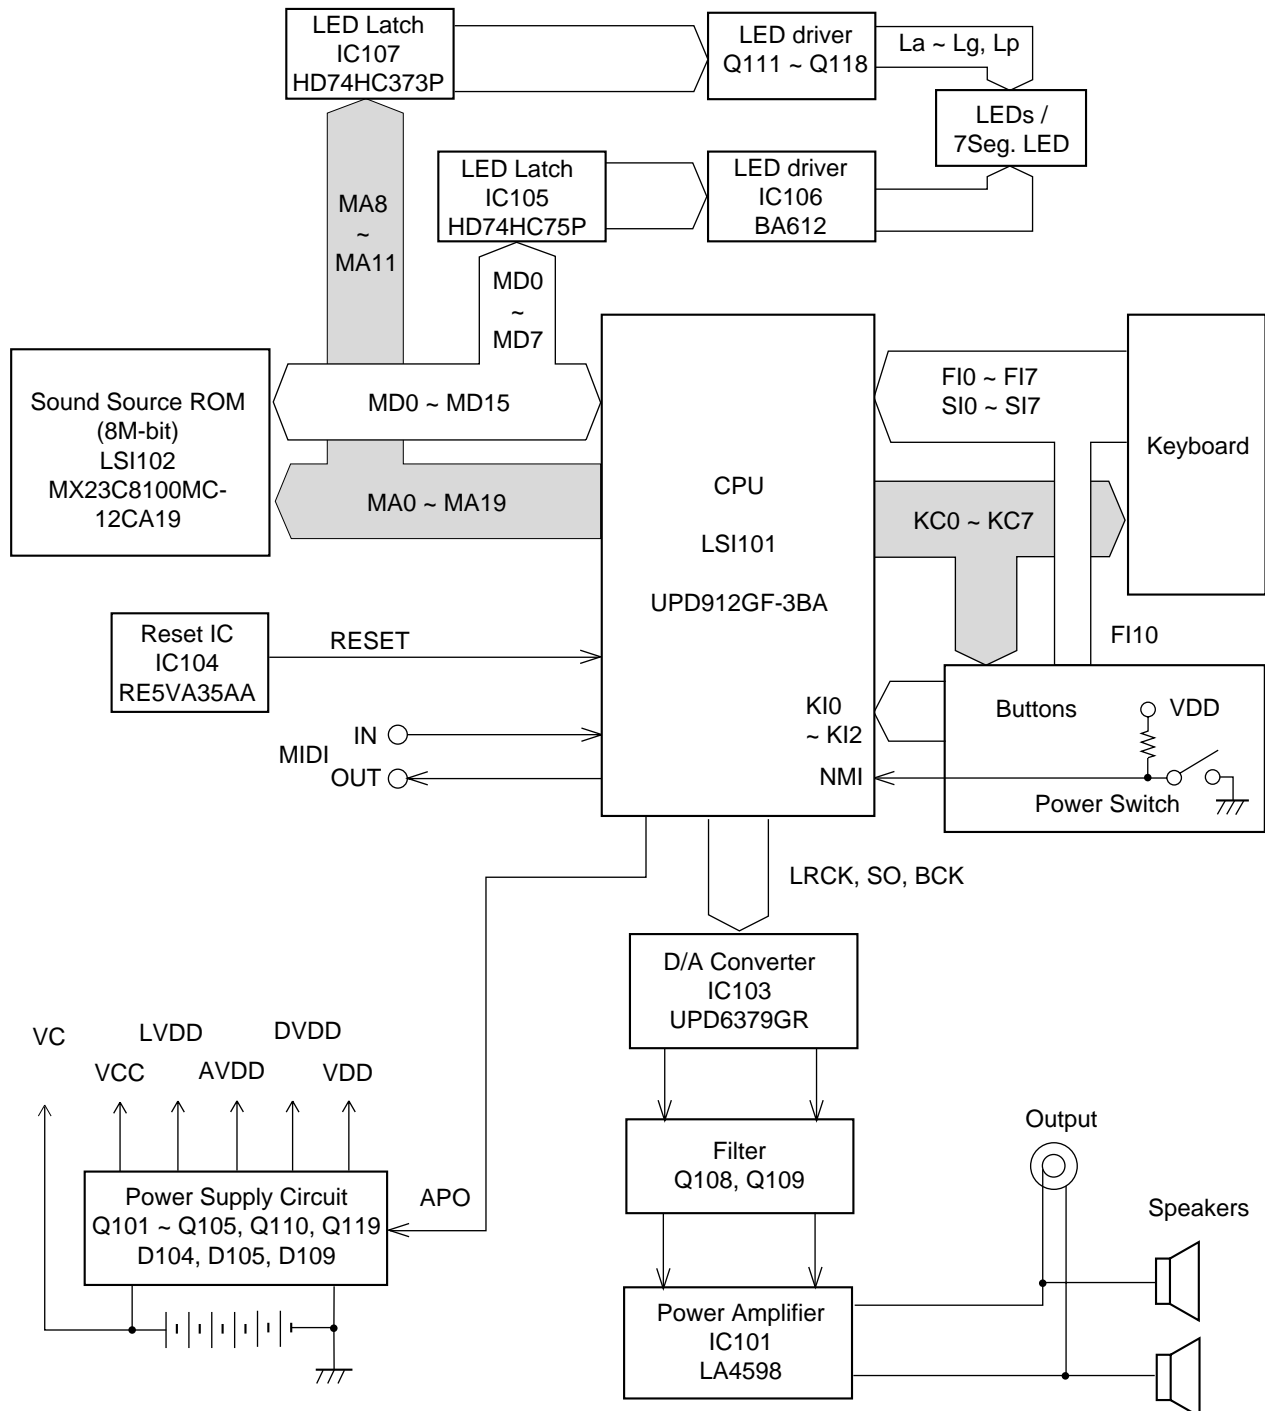 LED Latch
IC107
HD74HC373P
LED driver
Q111 ~ Q118
La ~ Lg, Lp
LEDs /
7Seg. LED
LED Latch
IC105
HD74HC75P
LED driver
IC106
BA612
MA8
~
MA11
MD0
~
MD7
Sound Source ROM
(8M-bit)
LSI102
MX23C8100MC-
12CA19
MD0 ~ MD15
MA0 ~ MA19
CPU
LSI101
UPD912GF-3BA
FI0 ~ FI7
SI0 ~ SI7
Keyboard
KC0 ~ KC7
FI10
Reset IC
IC104
RE5VA35AA
RESET
MIDI
IN
OUT
KI0
~ KI2
NMI
Buttons
VDD
Power Switch
LRCK, SO, BCK
D/A Converter
IC103
UPD6379GR
Filter
Q108, Q109
Power Amplifier
IC101
LA4598
Output
Speakers
VC
LVDD
DVDD
VCC
AVDD
VDD
Power Supply Circuit
Q101 ~ Q105, Q110, Q119
D104, D105, D109
APO